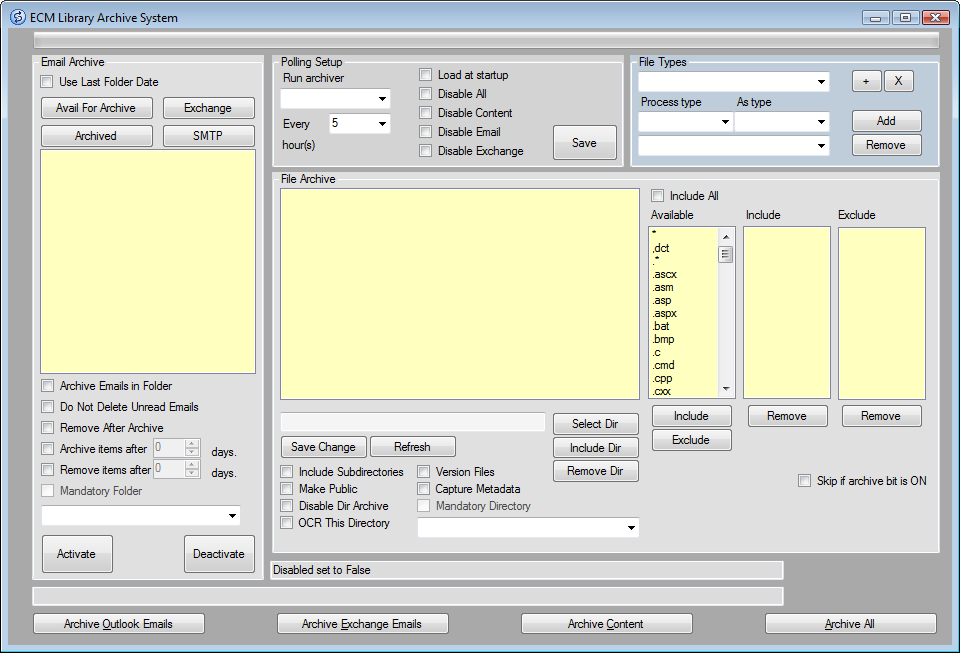 ECM Library Archive System
Email Archive
Use Last Folder Date
Avail For Archive
Exchange
Archived
SMTP
Archive Emails in Folder
Do Not Delete Unread Emails
Remove After Archive
Archive items after 0 days.
Remove items after 0 days.
Mandatory Folder
Activate
Deactivate
Polling Setup
Run archiver
Every 5
hour(s)
Load at startup
Disable All
Disable Content
Disable Email
Disable Exchange
Save
File Types
+ X
Process type As type
Add
Remove
File Archive
Save Change
Refresh
Select Dir
Include Dir
Remove Dir
Include Subdirectories
Make Public
Disable Dir Archive
OCR This Directory
Version Files
Capture Metadata
Mandatory Directory
Include All
Available
*
,dct
.*
.ascx
.asm
.asp
.aspx
.bat
.bmp
.c
.cmd
.cpp
.cxx
Include
Exclude
Include
Remove
Exclude
Remove
Skip if archive bit is ON
Disabled set to False
Archive Outlook Emails
Archive Exchange Emails
Archive Content
Archive All